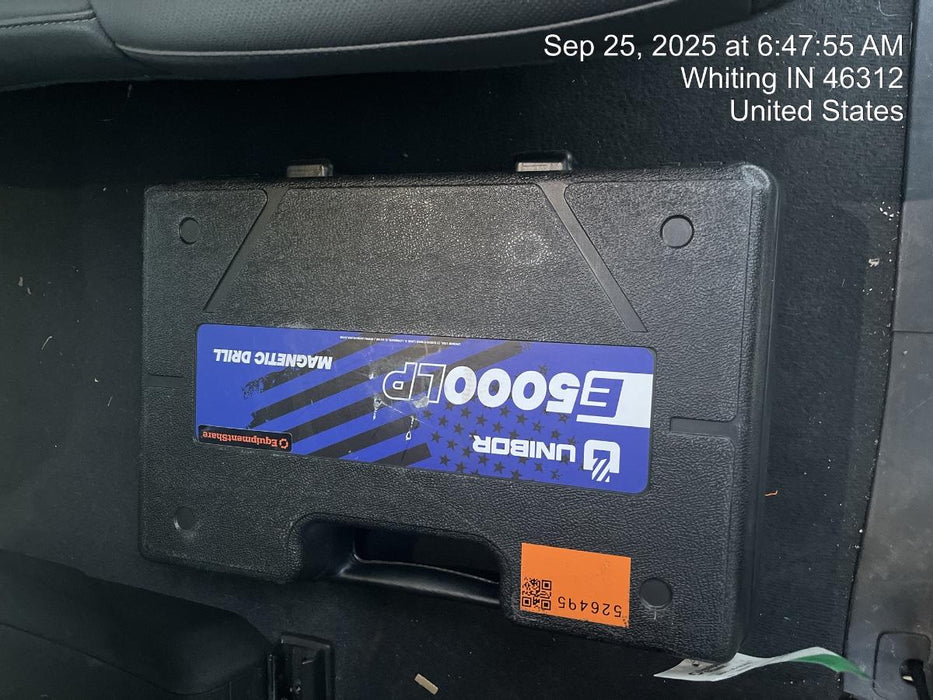 Sep 25, 2025 at 6:47:55 AM
Whiting IN 46312
United States
UNIBOR
E5000LP
MAGNETIC DRILL
EquipmentShare
526495